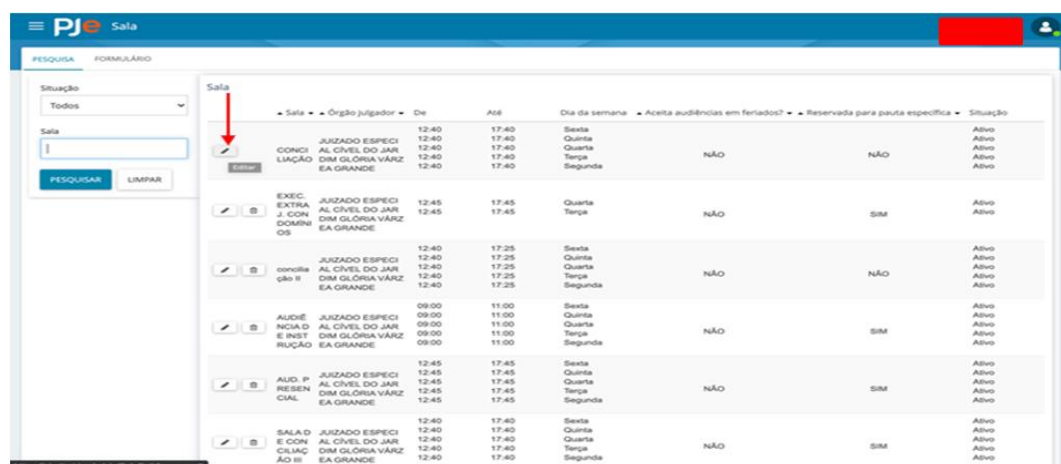 PJe Sala
PESQUISA FORMULÁRIO
Situação
Todos
Sala
PESQUISAR LIMPAR
Sala
Sala Órgão julgador De Até Dia da semana Aceita audiências em feriados? Reservada para pauta específica Situação
Editar
CONCI
LIAÇÃO
JUIZADO ESPECI
AL CÍVEL DO JAR
DIM GLÓRIA VÁRZ
EA GRANDE
12:40 17:40 Sexta Ativo
12:40 17:40 Quinta Ativo
12:40 17:40 Quarta Ativo
12:40 17:40 Terça Ativo
12:40 17:40 Segunda Ativo
NÃO NÃO
EXEC.
EXTRA
J. CON
DOMÍNI
OS
JUIZADO ESPECI
AL CÍVEL DO JAR
DIM GLÓRIA VÁRZ
EA GRANDE
12:45 17:45 Quarta Ativo
12:45 17:45 Terça Ativo
NÃO SIM
concilia
ção II
JUIZADO ESPECI
AL CÍVEL DO JAR
DIM GLÓRIA VÁRZ
EA GRANDE
12:40 17:25 Sexta Ativo
12:40 17:25 Quinta Ativo
12:40 17:25 Quarta Ativo
12:40 17:25 Terça Ativo
12:40 17:25 Segunda Ativo
NÃO NÃO
AUDIÊ
NCIA D
E INST
RUÇÃO
JUIZADO ESPECI
AL CÍVEL DO JAR
DIM GLÓRIA VÁRZ
EA GRANDE
09:00 11:00 Sexta Ativo
09:00 11:00 Quinta Ativo
09:00 11:00 Quarta Ativo
09:00 11:00 Terça Ativo
09:00 11:00 Segunda Ativo
NÃO SIM
AUD. P
RESEN
CIAL
JUIZADO ESPECI
AL CÍVEL DO JAR
DIM GLÓRIA VÁRZ
EA GRANDE
12:45 17:45 Sexta Ativo
12:45 17:45 Quinta Ativo
12:45 17:45 Quarta Ativo
12:45 17:45 Terça Ativo
12:45 17:45 Segunda Ativo
NÃO SIM
SALA D
E CON
CILIAÇ
ÃO III
JUIZADO ESPECI
AL CÍVEL DO JAR
DIM GLÓRIA VÁRZ
EA GRANDE
12:40 17:40 Sexta Ativo
12:40 17:40 Quinta Ativo
12:40 17:40 Quarta Ativo
12:40 17:40 Terça Ativo
12:40 17:40 Segunda Ativo
NÃO SIM